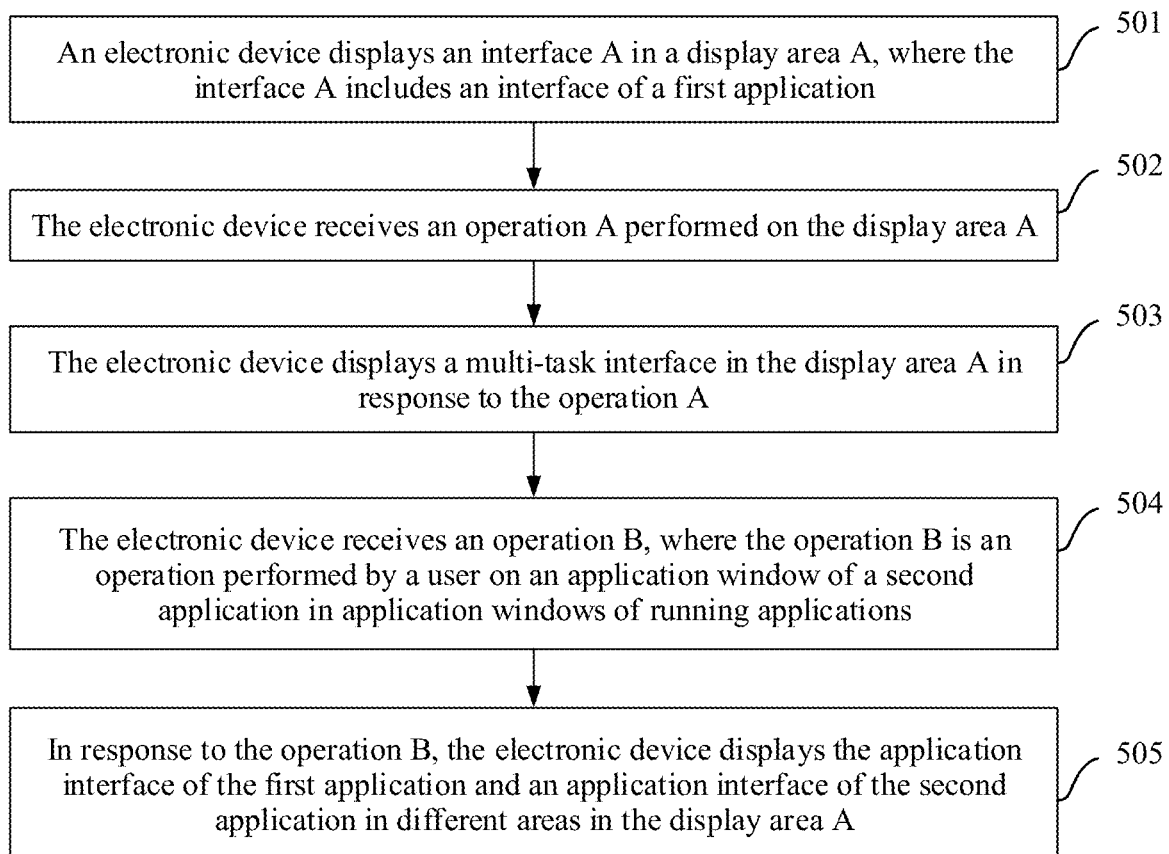 501
An electronic device displays an interface A in a display area A, where the
interface A includes an interface of a first application
502
The electronic device receives an operation A performed on the display area A
503
The electronic device displays a multi-task interface in the display area A in
response to the operation A
504
The electronic device receives an operation B, where the operation B is an
operation performed by a user on an application window of a second
application in application windows of running applications
505
In response to the operation B, the electronic device displays the application
interface of the first application and an application interface of the second
application in different areas in the display area A